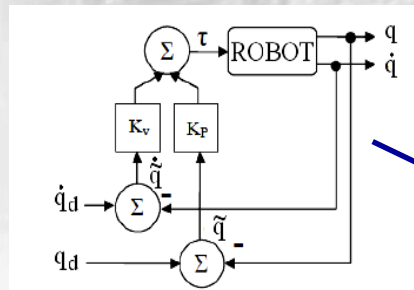 Σ τ ROBOT q
q̇
Kv KP
q̇d Σ q̃̇ -
qd Σ q̃ -